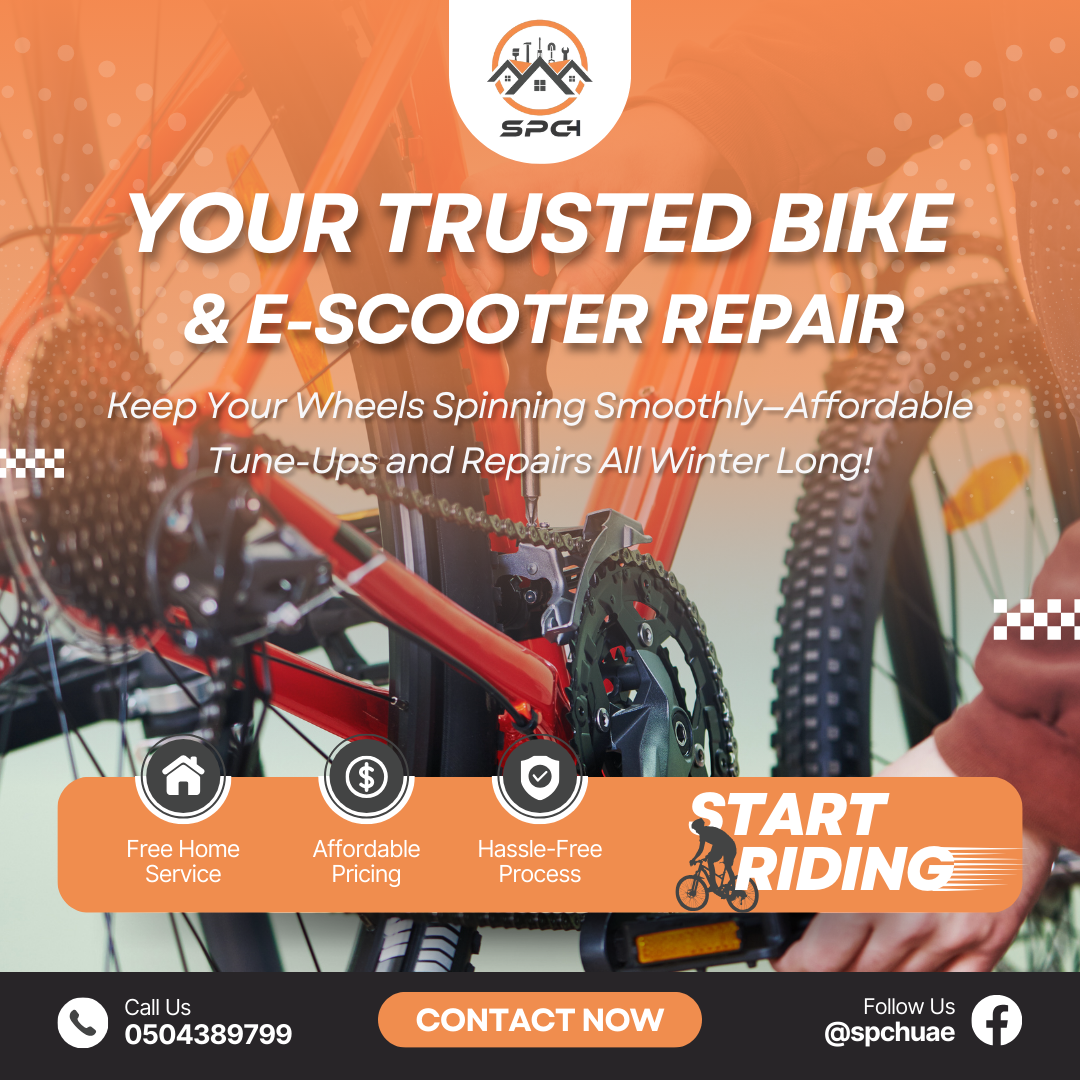 SPCH
YOUR TRUSTED BIKE
& E-SCOOTER REPAIR
Keep Your Wheels Spinning Smoothly—Affordable
Tune-Ups and Repairs All Winter Long!
Free Home
Service
Affordable
Pricing
Hassle-Free
Process
START
RIDING
Call Us
0504389799
CONTACT NOW
Follow Us
@spchuae